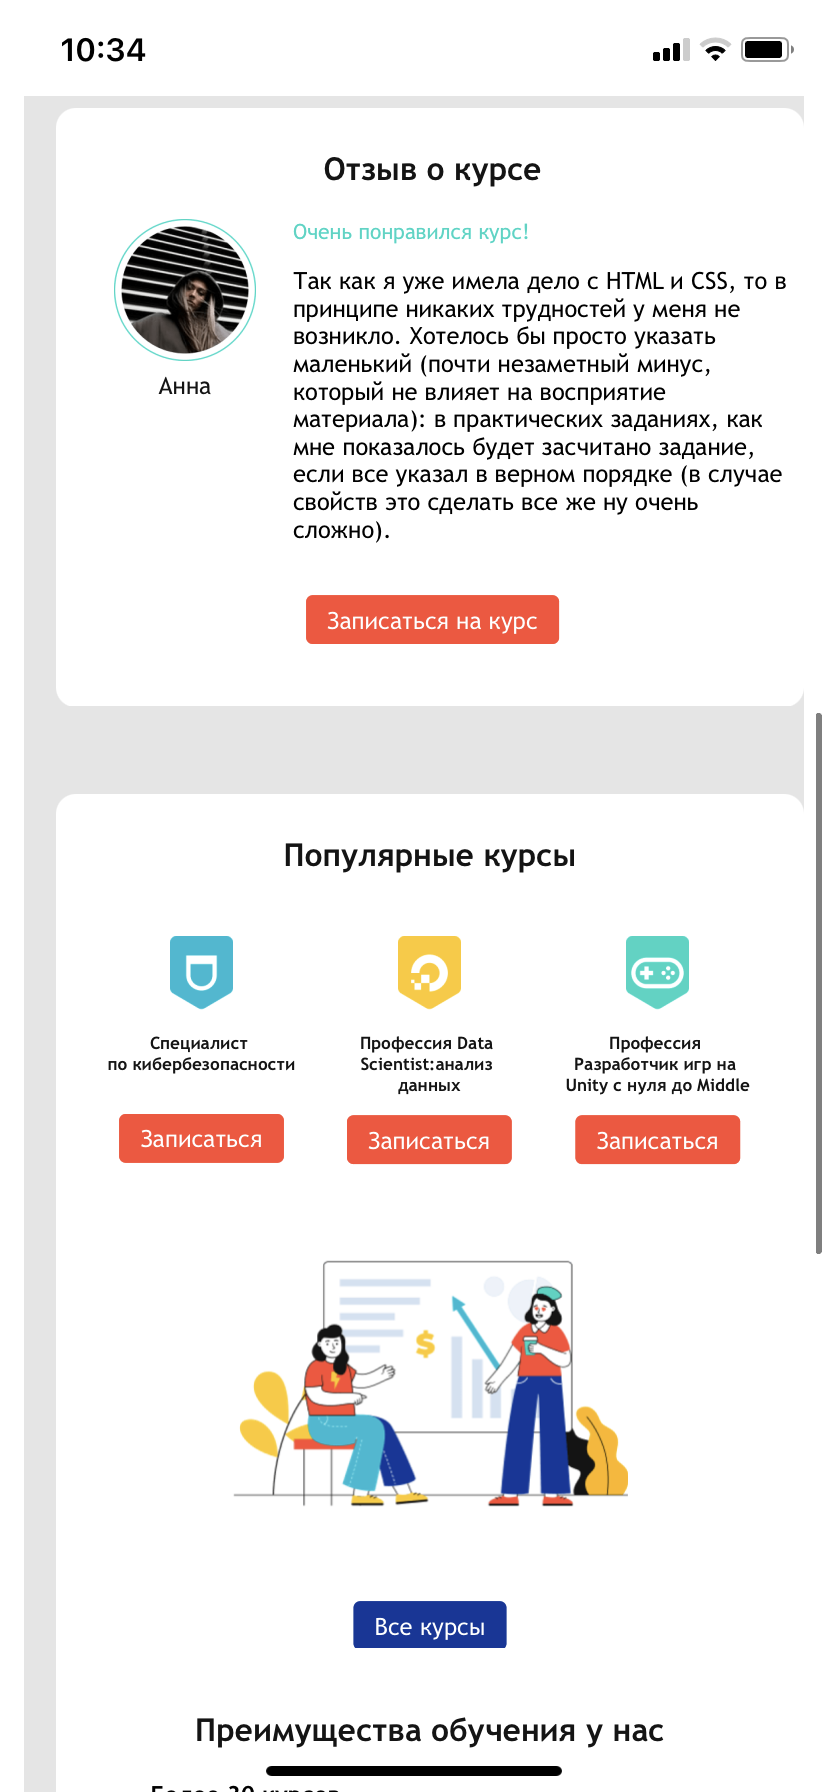 10:34
Отзыв о курсе
Очень понравился курс!
Так как я уже имела дело с HTML и CSS, то в
принципе никаких трудностей у меня не
возникло. Хотелось бы просто указать
маленький (почти незаметный минус,
который не влияет на восприятие
материала): в практических заданиях, как
мне показалось будет засчитано задание,
если все указал в верном порядке (в случае
свойств это сделать все же ну очень
сложно).
Анна
Записаться на курс
Популярные курсы
Специалист
по кибербезопасности
Записаться
Профессия Data
Scientist:анализ
данных
Записаться
Профессия
Разработчик игр на
Unity с нуля до Middle
Записаться
$
Все курсы
Преимущества обучения у нас
Более 30 курсов